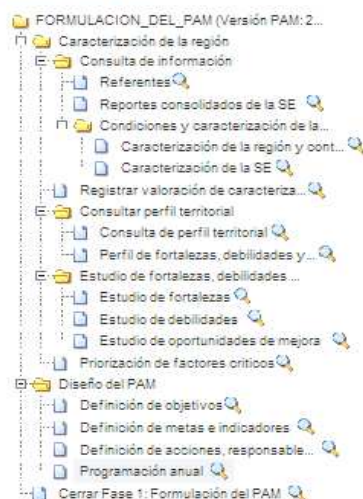 FORMULACION_DEL_PAM (Versión PAM: 2...
Caracterización de la región
Consulta de información
Referentes
Reportes consolidados de la SE
Condiciones y caracterización de la...
Caracterización de la región y cont...
Caracterización de la SE
Registrar valoración de caracteriza...
Consultar perfil territorial
Consulta de perfil territorial
Perfil de fortalezas, debilidades y...
Estudio de fortalezas, debilidades ...
Estudio de fortalezas
Estudio de debilidades
Estudio de oportunidades de mejora
Priorización de factores criticos
Diseño del PAM
Definición de objetivos
Definición de metas e indicadores
Definición de acciones, responsable...
Programación anual
Cerrar Fase 1: Formulación del PAM